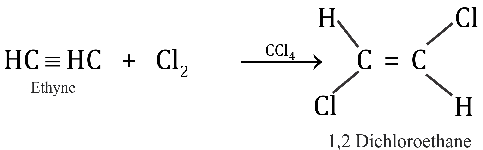 H Cl
HC≡HC + Cl₂ CCl₄ C = C
Ethyne
Cl H
1,2 Dichloroethane